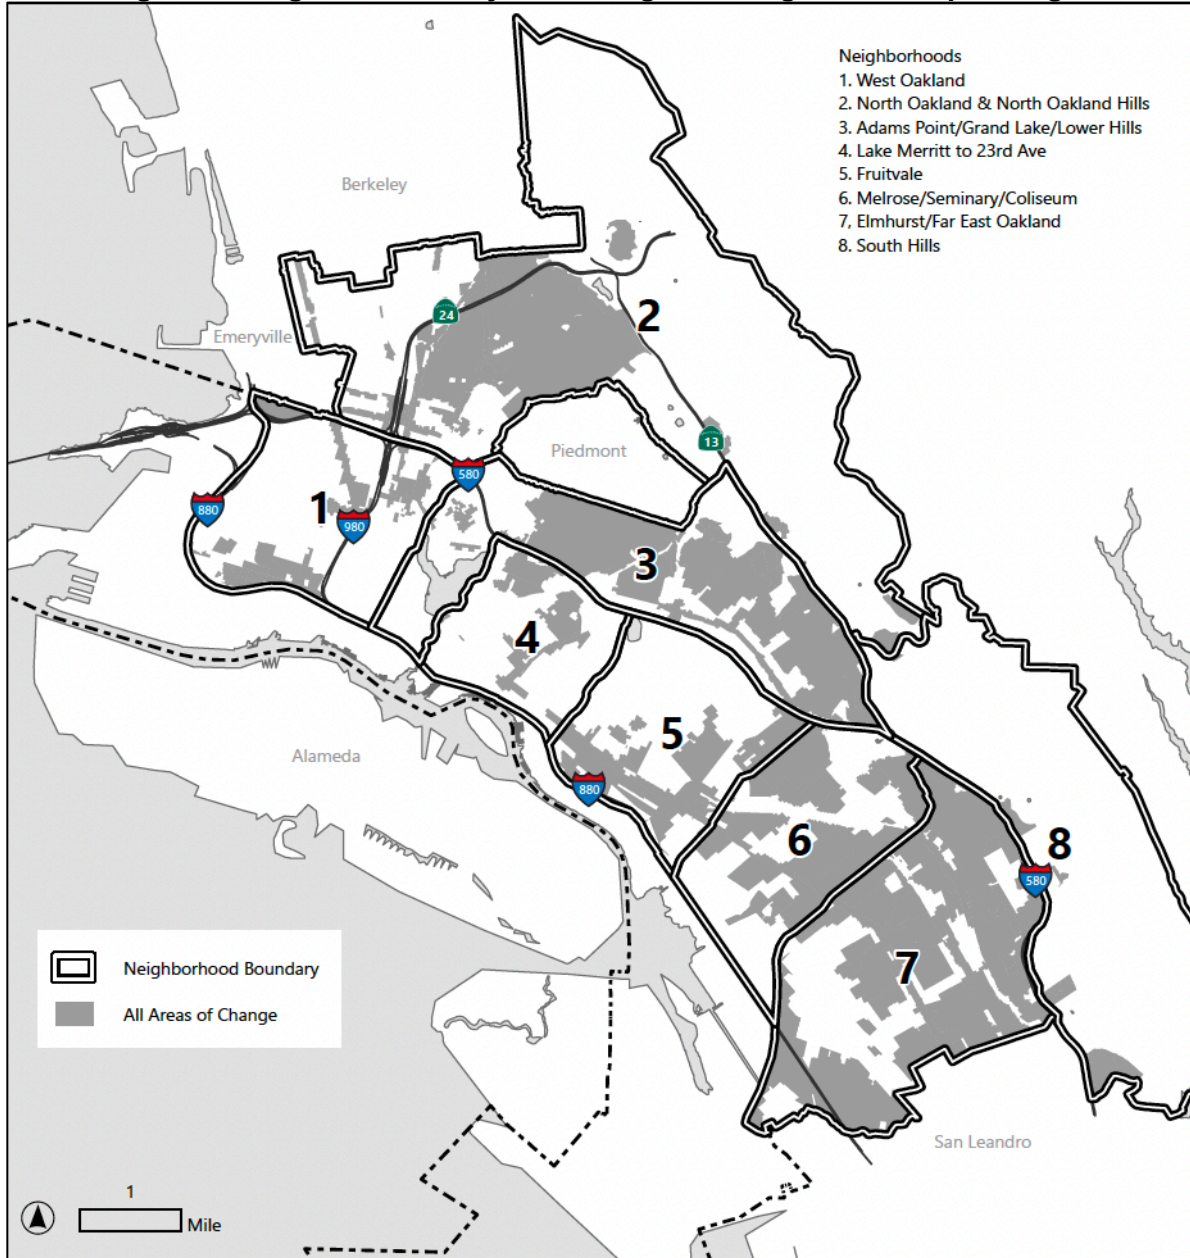 Neighborhoods
1. West Oakland
2. North Oakland & North Oakland Hills
3. Adams Point/Grand Lake/Lower Hills
4. Lake Merritt to 23rd Ave
5. Fruitvale
6. Melrose/Seminary/Coliseum
7, Elmhurst/Far East Oakland
8. South Hills
Berkeley
2
24
Emeryville
13
Piedmont
580
880
1
980
3
4
5
Alameda
880
6
8
580
Neighborhood Boundary
7
All Areas of Change
San Leandro
1
Mile